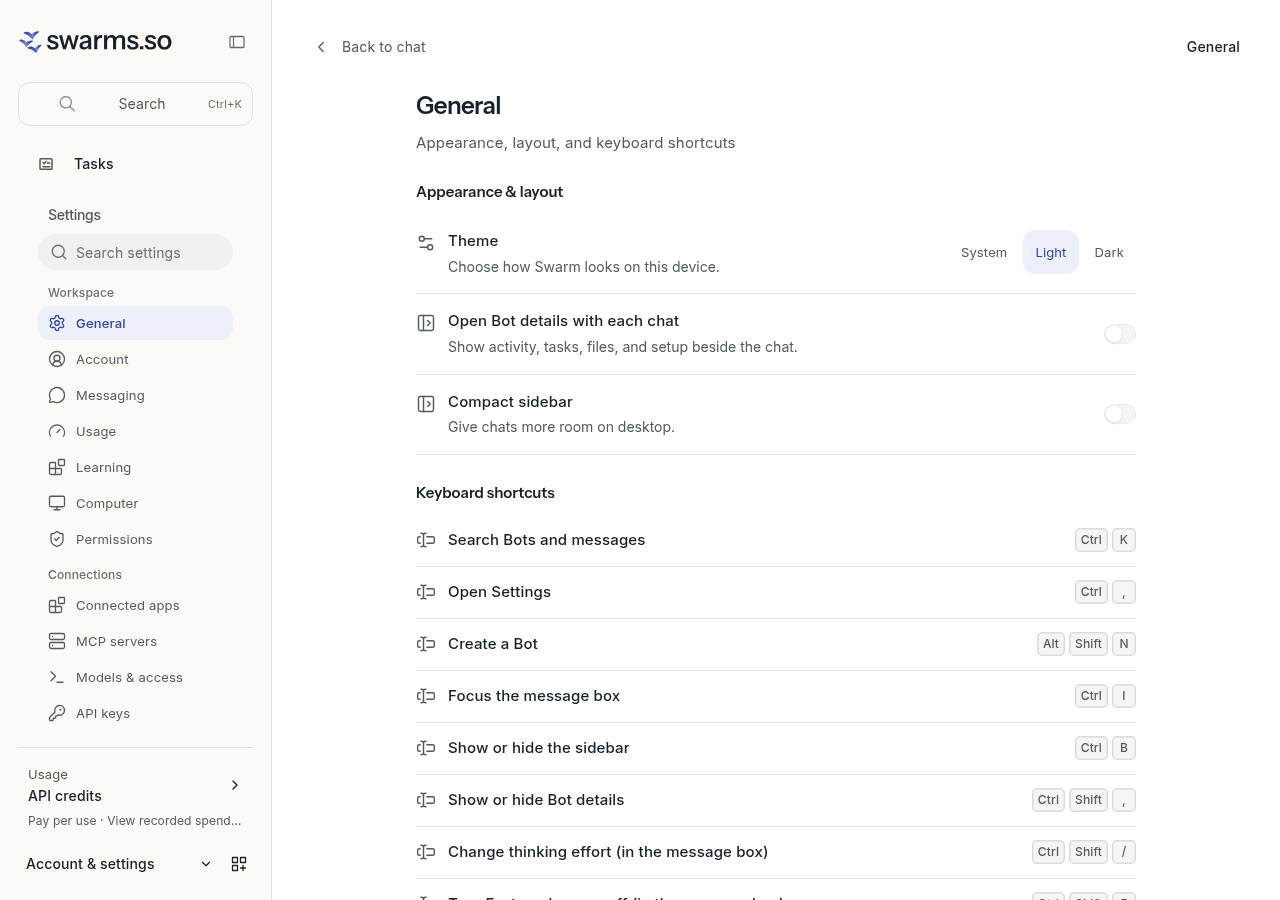 swarms.so
Search Ctrl+K
Tasks
Settings
Search settings
Workspace
General
Account
Messaging
Usage
Learning
Computer
Permissions
Connections
Connected apps
MCP servers
Models & access
API keys
Usage
API credits
Pay per use · View recorded spend…
Account & settings
Back to chat
General
General
Appearance, layout, and keyboard shortcuts
Appearance & layout
Theme
Choose how Swarm looks on this device.
System Light Dark
Open Bot details with each chat
Show activity, tasks, files, and setup beside the chat.
Compact sidebar
Give chats more room on desktop.
Keyboard shortcuts
Search Bots and messages Ctrl K
Open Settings Ctrl ,
Create a Bot Alt Shift N
Focus the message box Ctrl I
Show or hide the sidebar Ctrl B
Show or hide Bot details Ctrl Shift ,
Change thinking effort (in the message box) Ctrl Shift /